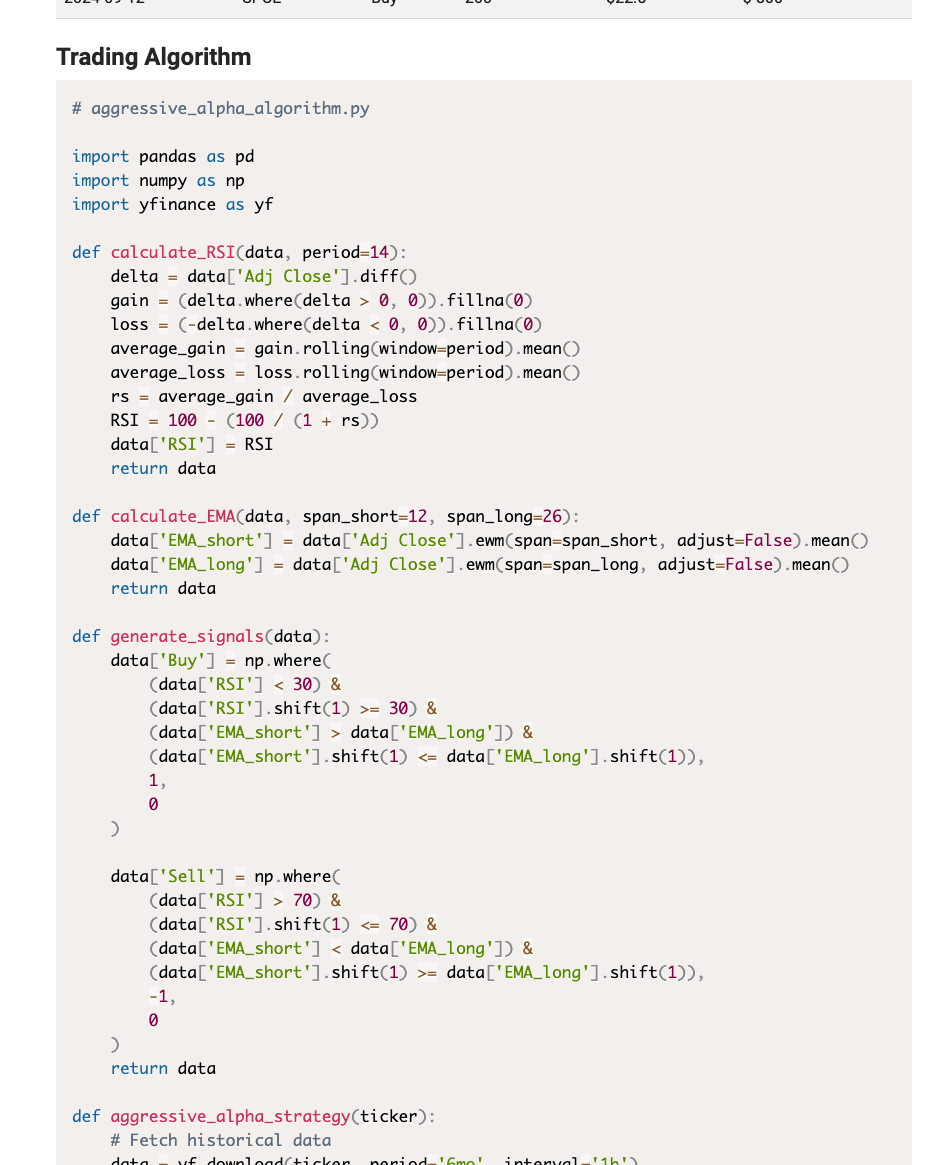 Trading Algorithm
# aggressive_alpha_algorithm.py
import pandas as pd
import numpy as np
import yfinance as yf
def calculate_RSI(data, period=14):
    delta = data['Adj Close'].diff()
    gain = (delta.where(delta > 0, 0)).fillna(0)
    loss = (-delta.where(delta < 0, 0)).fillna(0)
    average_gain = gain.rolling(window=period).mean()
    average_loss = loss.rolling(window=period).mean()
    rs = average_gain / average_loss
    RSI = 100 - (100 / (1 + rs))
    data['RSI'] = RSI
    return data
def calculate_EMA(data, span_short=12, span_long=26):
    data['EMA_short'] = data['Adj Close'].ewm(span=span_short, adjust=False).mean()
    data['EMA_long'] = data['Adj Close'].ewm(span=span_long, adjust=False).mean()
    return data
def generate_signals(data):
    data['Buy'] = np.where(
        (data['RSI'] < 30) &
        (data['RSI'].shift(1) >= 30) &
        (data['EMA_short'] > data['EMA_long']) &
        (data['EMA_short'].shift(1) <= data['EMA_long'].shift(1)),
        1,
        0
    )
    data['Sell'] = np.where(
        (data['RSI'] > 70) &
        (data['RSI'].shift(1) <= 70) &
        (data['EMA_short'] < data['EMA_long']) &
        (data['EMA_short'].shift(1) >= data['EMA_long'].shift(1)),
        -1,
        0
    )
    return data
def aggressive_alpha_strategy(ticker):
    # Fetch historical data
    data = yf.download(ticker, period='6mo', interval='1h')